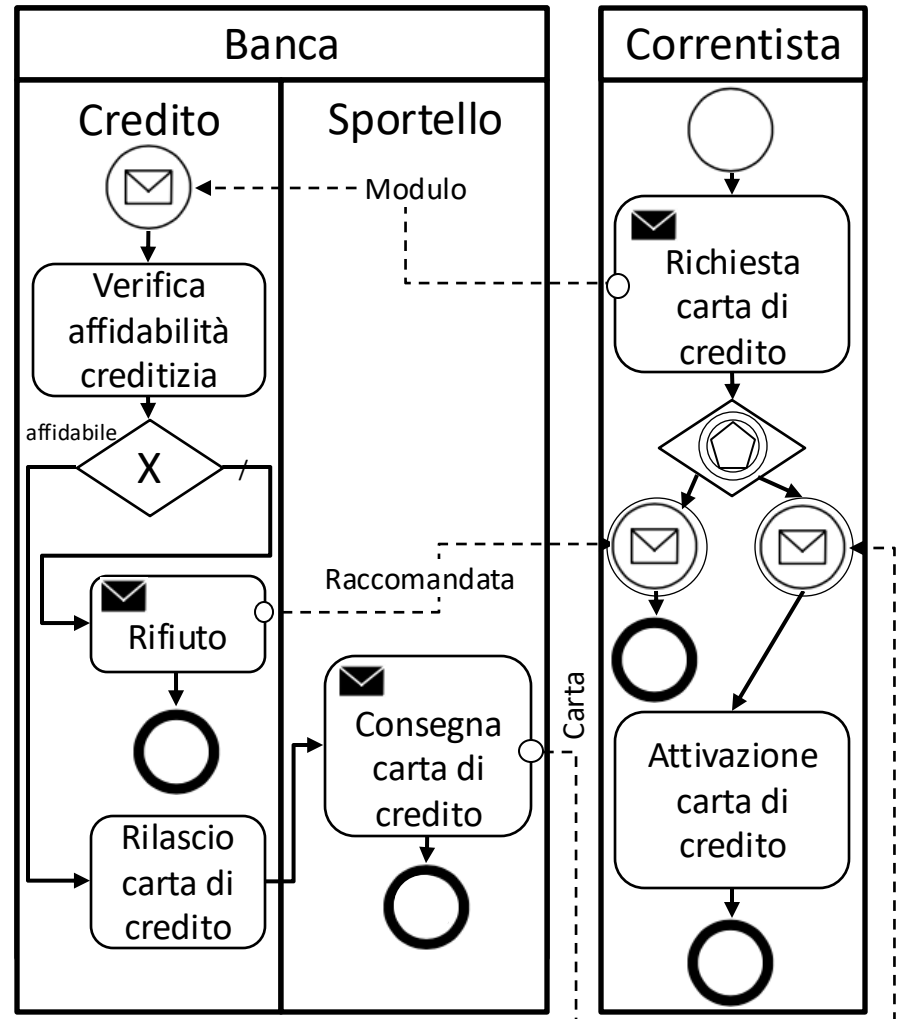 Banca
Credito
Sportello
Modulo
Verifica
affidabilità
creditizia
affidabile
X
Raccomandata
Rifiuto
Consegna
carta di
credito
Carta
Rilascio
carta di
credito
Correntista
Richiesta
carta di
credito
Attivazione
carta di
credito